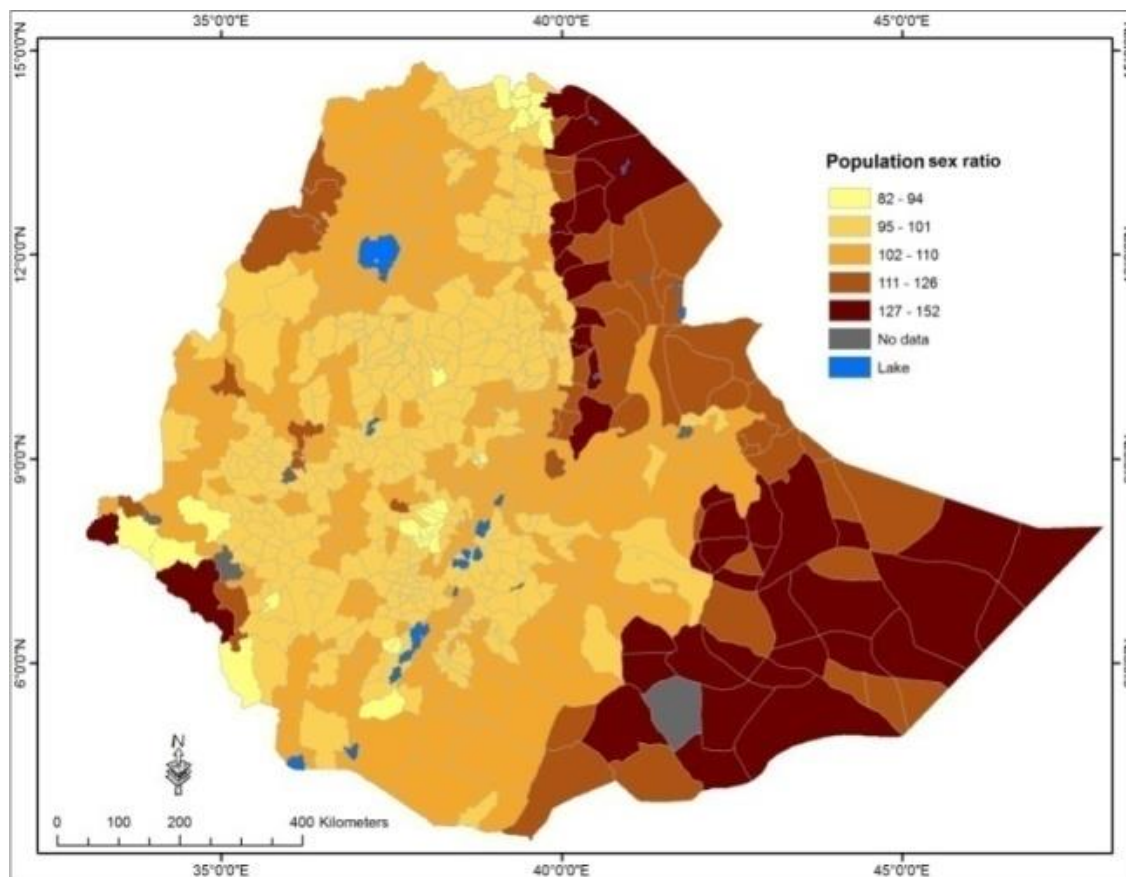 35°0'0"E 40°0'0"E 45°0'0"E
15°0'0"N
12°0'0"N
9°0'0"N
6°0'0"N
Population sex ratio
82 - 94
95 - 101
102 - 110
111 - 126
127 - 152
No data
Lake
N
0 100 200 400 Kilometers
35°0'0"E 40°0'0"E 45°0'0"E